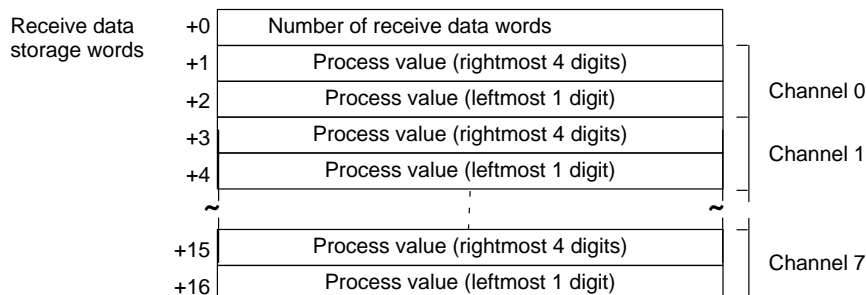 Receive data
storage words
+0 Number of receive data words
+1 Process value (rightmost 4 digits)
+2 Process value (leftmost 1 digit)
Channel 0
+3 Process value (rightmost 4 digits)
+4 Process value (leftmost 1 digit)
Channel 1
~ ~
+15 Process value (rightmost 4 digits)
+16 Process value (leftmost 1 digit)
Channel 7